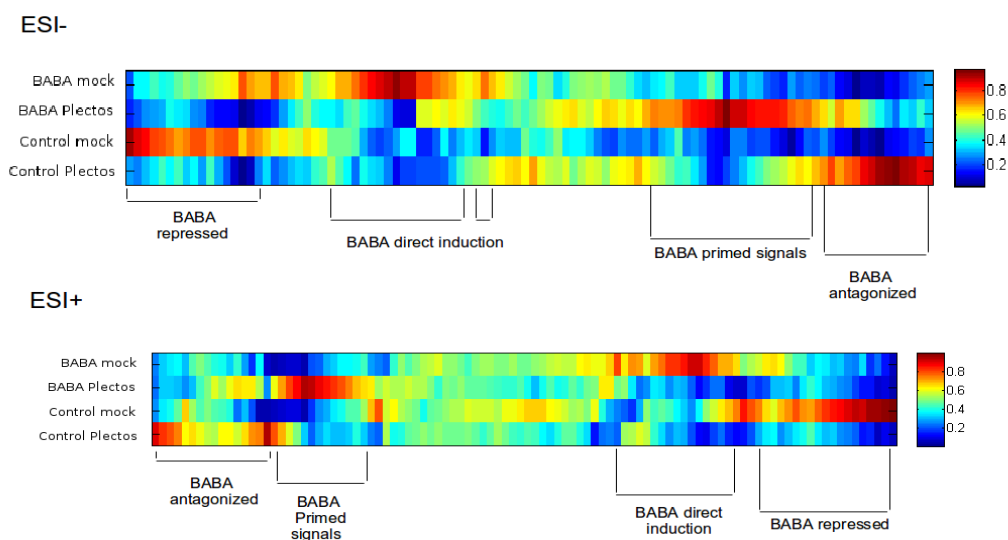 ESI-
BABA mock
BABA Plectos
Control mock
Control Plectos
0.8
0.6
0.4
0.2
BABA
repressed
BABA direct induction
BABA primed signals
BABA
antagonized
ESI+
BABA mock
BABA Plectos
Control mock
Control Plectos
0.8
0.6
0.4
0.2
BABA
antagonized
BABA
Primed
signals
BABA direct
induction
BABA repressed